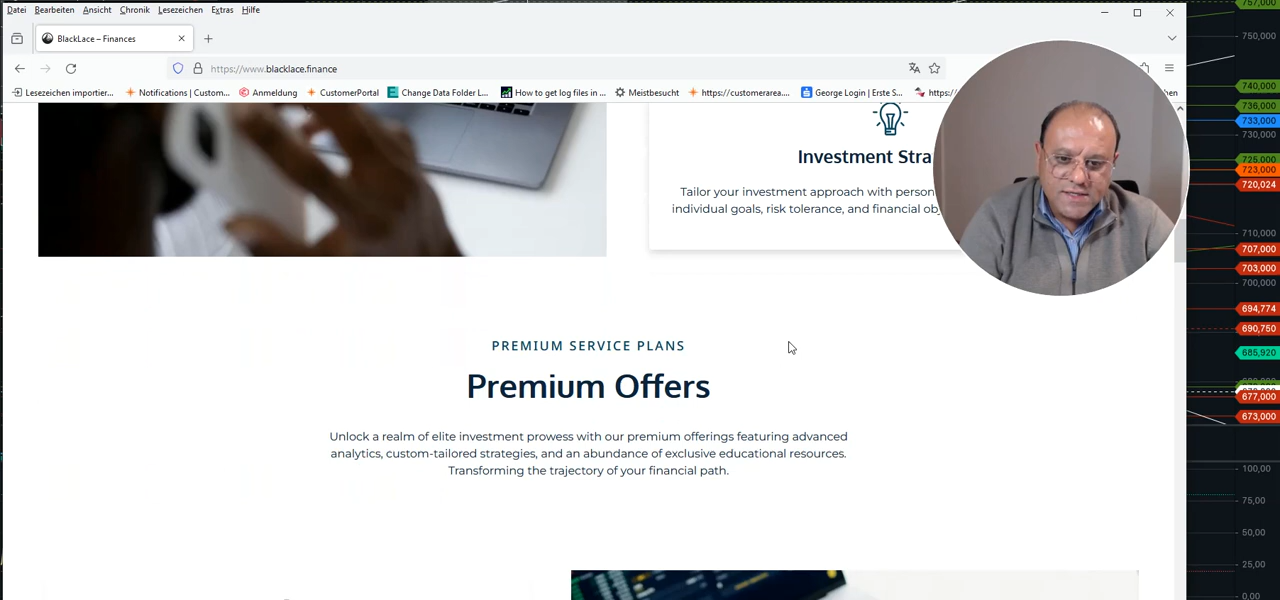 Datei Bearbeiten Ansicht Chronik Lesezeichen Extras Hilfe
757,000
BlackLace – Finances
750,000
https://www.blacklace.finance
740,000
Lesezeichen importier... Notifications | Custom... Anmeldung CustomerPortal Change Data Folder L... How to get log files in ... Meistbesucht https://customerarea.... George Login | Erste S... https://
736,000
733,000
730,000
725,000
723,000
720,024
710,000
707,000
703,000
700,000
694,774
690,750
685,920
677,000
673,000
100,00
75,00
50,00
25,00
0,00
Investment Stra
Tailor your investment approach with person
individual goals, risk tolerance, and financial
PREMIUM SERVICE PLANS
Premium Offers
Unlock a realm of elite investment prowess with our premium offerings featuring advanced
analytics, custom-tailored strategies, and an abundance of exclusive educational resources.
Transforming the trajectory of your financial path.